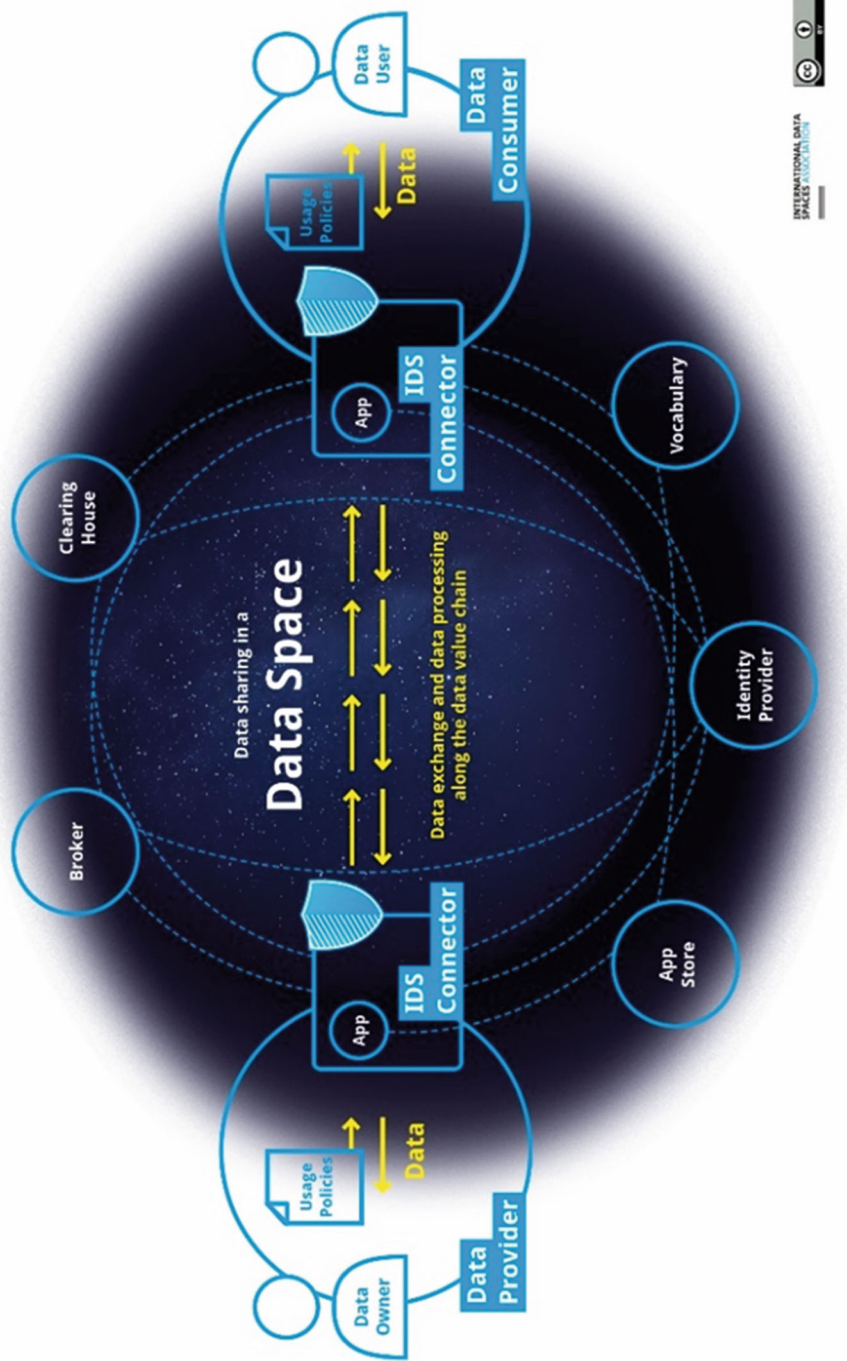 Broker
Clearing
House
Data sharing in a
Data Space
Data exchange and data processing
along the data value chain
Data
Owner
Usage
Policies
Data
Data
Provider
App
IDS
Connector
App
IDS
Connector
Usage
Policies
Data
Data
User
Data
Consumer
App
Store
Identity
Provider
Vocabulary
INTERNATIONAL DATA
SPACES ASSOCIATION
cc
BY